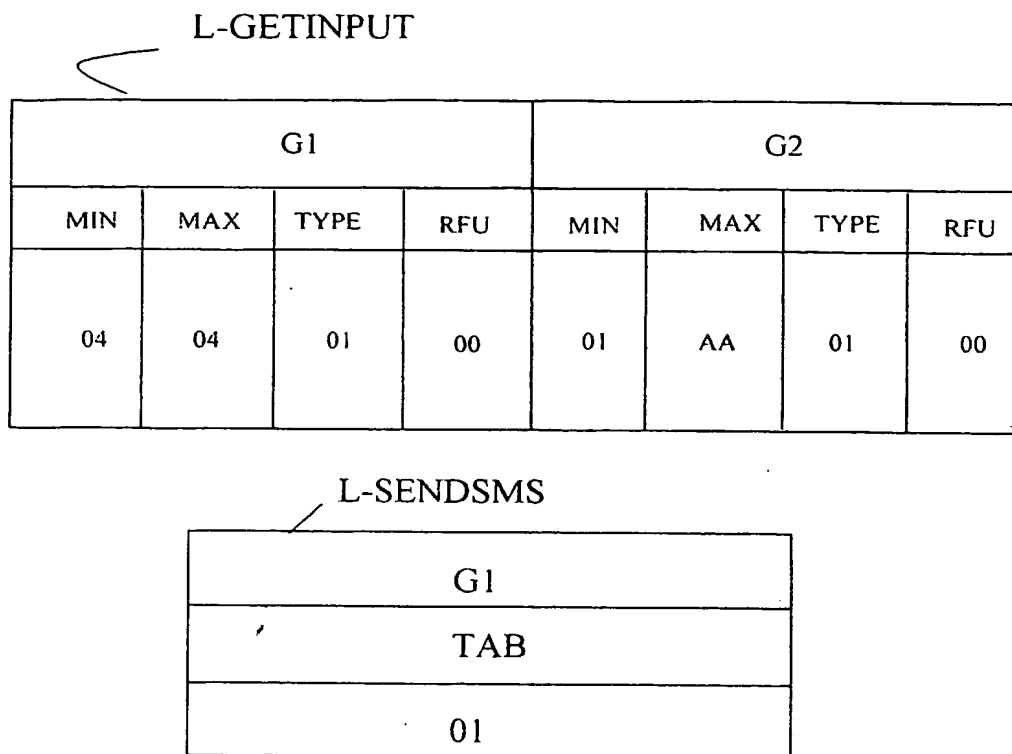 L-GETINPUT
G1 G2
MIN MAX TYPE RFU MIN MAX TYPE RFU
04 04 01 00 01 AA 01 00
L-SENDSMS
G1
TAB
01